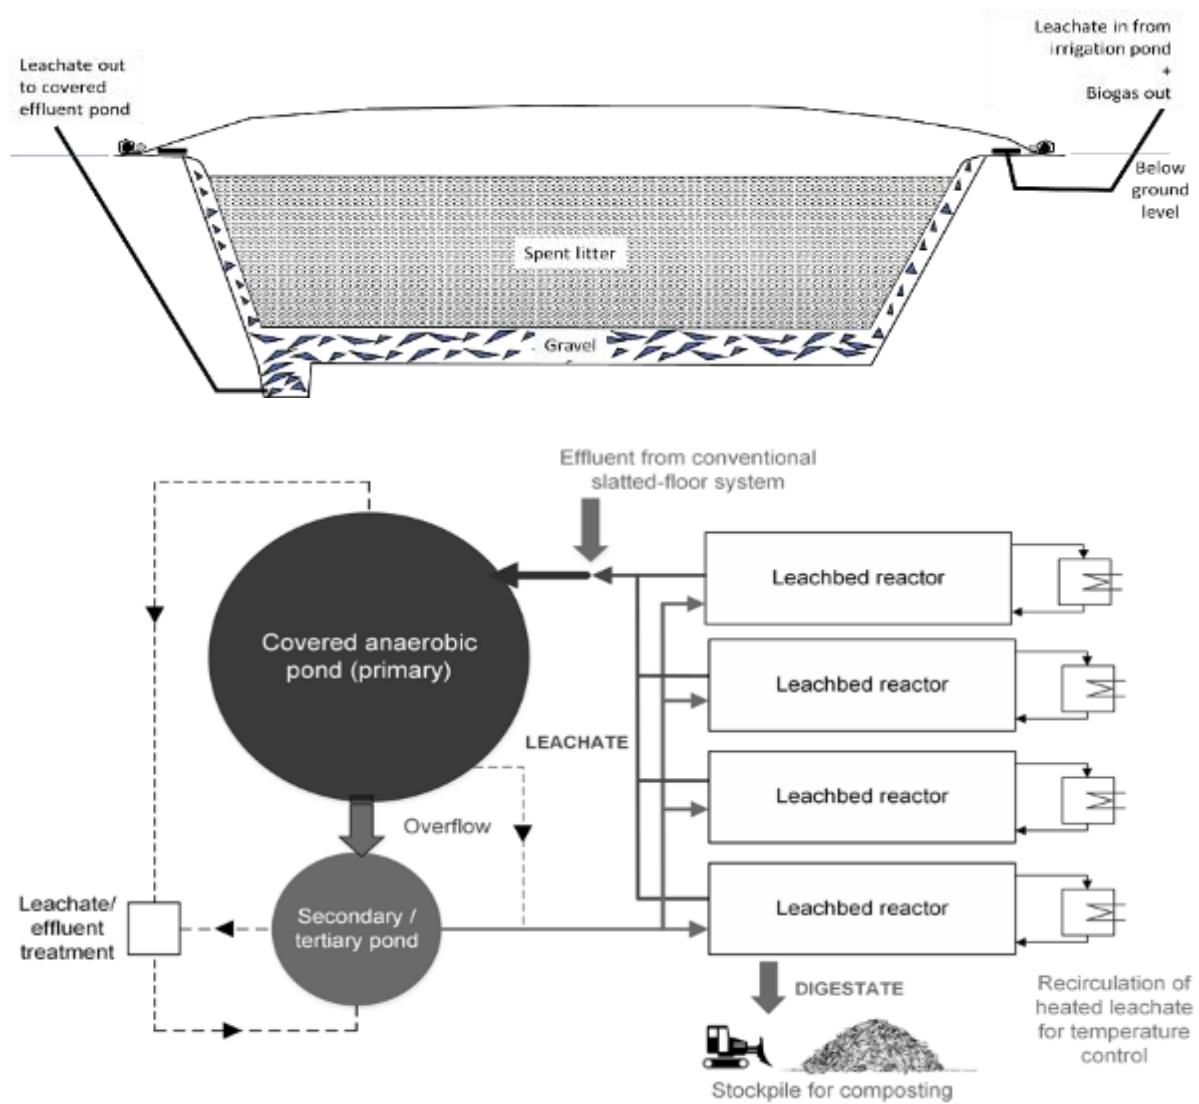 Leachate out
to covered
effluent pond
Leachate in from
irrigation pond
+
Biogas out
Below
ground
level
Spent litter
Gravel
Effluent from conventional
slatted-floor system
Leachbed reactor
Covered anaerobic
pond (primary)
Leachbed reactor
LEACHATE
Leachbed reactor
Overflow
Leachate/
effluent
treatment
Secondary /
tertiary pond
Leachbed reactor
DIGESTATE
Recirculation of
heated leachate
for temperature
control
Stockpile for composting